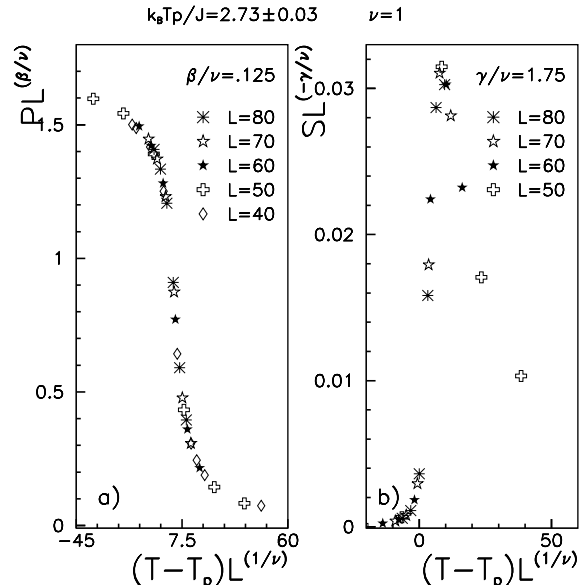 k_BTp/J=2.73±0.03 ν=1
PL^(β/ν)
β/ν=.125
L=80
L=70
L=60
L=50
L=40
1.5
1
0.5
0
a)
-45 7.5 60
(T-T_p)L^(1/ν)
SL^(-γ/ν)
γ/ν=1.75
L=80
L=70
L=60
L=50
0.03
0.02
0.01
0
b)
0 50
(T-T_p)L^(1/ν)